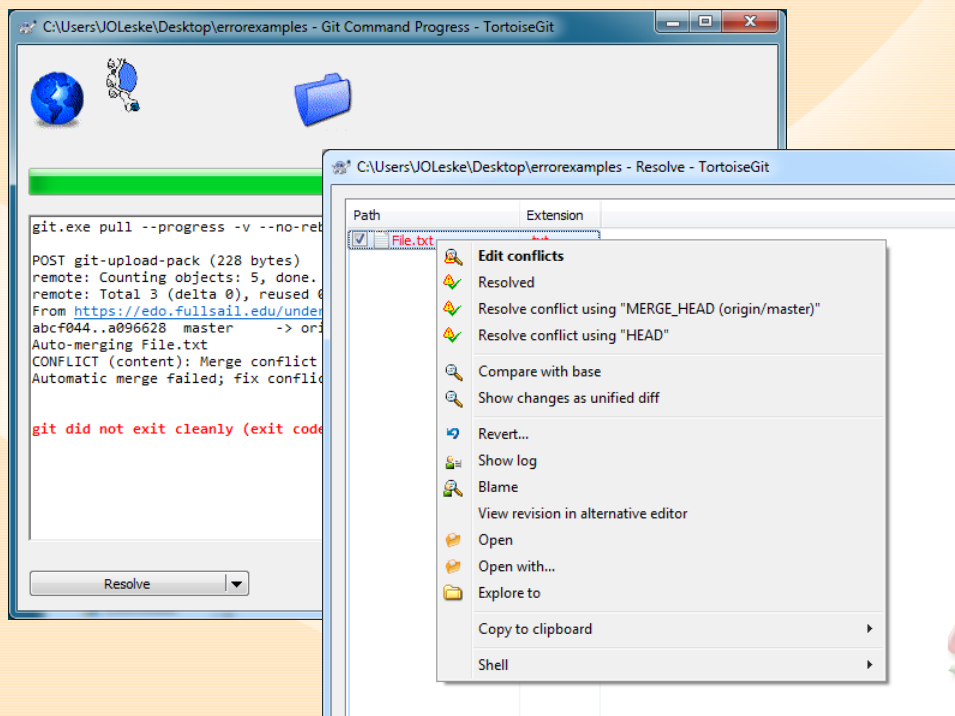 C:\Users\JOLeske\Desktop\errorexamples - Git Command Progress - TortoiseGit
git.exe pull --progress -v --no-reb
POST git-upload-pack (228 bytes)
remote: Counting objects: 5, done.
remote: Total 3 (delta 0), reused
From https://edo.fullsail.edu/under
abcf044..a096628 master -> ori
Auto-merging File.txt
CONFLICT (content): Merge conflict
Automatic merge failed; fix conflic
git did not exit cleanly (exit code
Resolve
C:\Users\JOLeske\Desktop\errorexamples - Resolve - TortoiseGit
Path Extension
File.txt .txt
Edit conflicts
Resolved
Resolve conflict using "MERGE_HEAD (origin/master)"
Resolve conflict using "HEAD"
Compare with base
Show changes as unified diff
Revert...
Show log
Blame
View revision in alternative editor
Open
Open with...
Explore to
Copy to clipboard
Shell